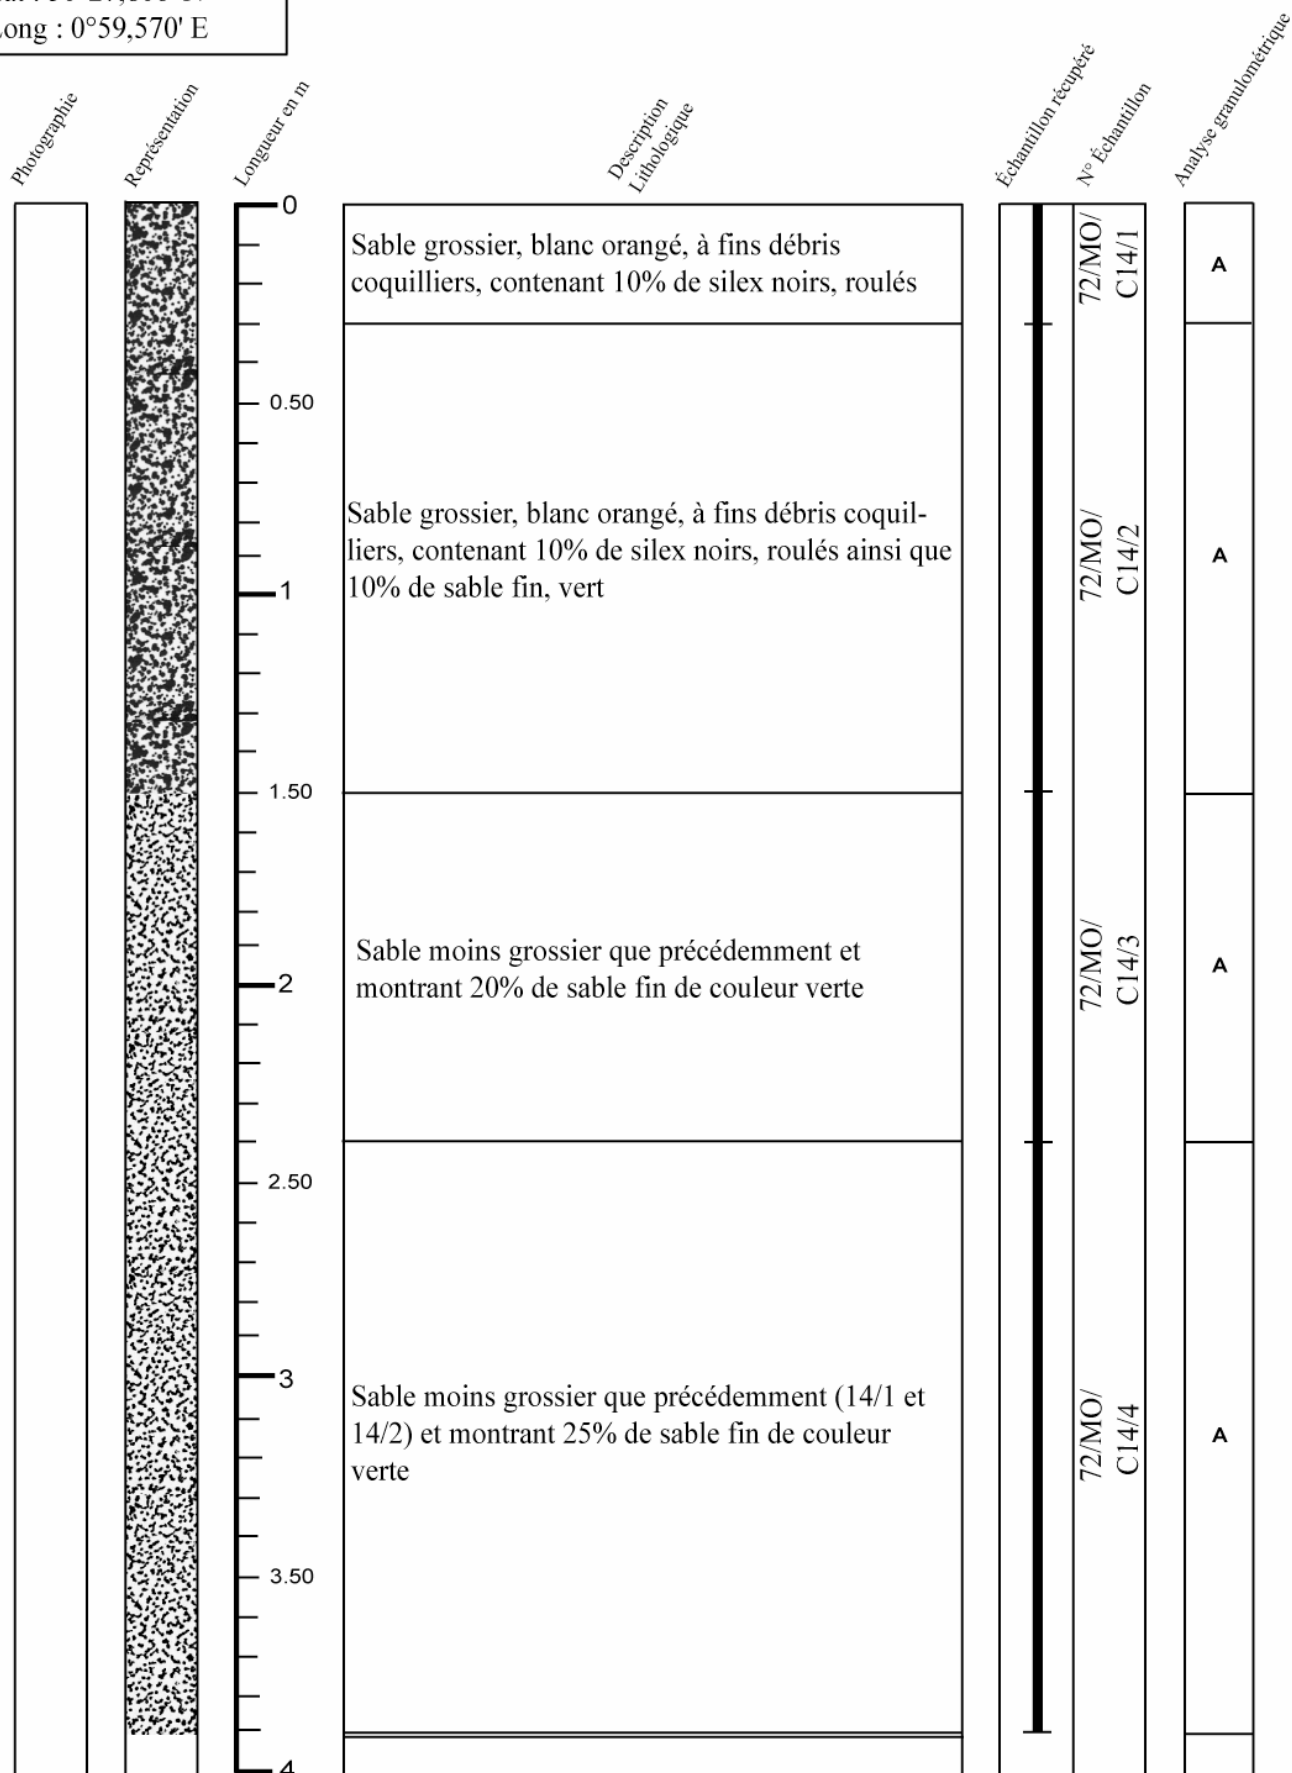 Long : 0°59,570' E
Photographie
Représentation
Longueur en m
Description
Lithologique
Échantillon récupéré
N° Échantillon
Analyse granulométrique
0
Sable grossier, blanc orangé, à fins débris
coquilliers, contenant 10% de silex noirs, roulés
72/MO/
C14/1
A
0.50
Sable grossier, blanc orangé, à fins débris coquil-
liers, contenant 10% de silex noirs, roulés ainsi que
10% de sable fin, vert
72/MO/
C14/2
A
1
1.50
Sable moins grossier que précédemment et
montrant 20% de sable fin de couleur verte
72/MO/
C14/3
A
2
2.50
3
Sable moins grossier que précédemment (14/1 et
14/2) et montrant 25% de sable fin de couleur
verte
72/MO/
C14/4
A
3.50
4